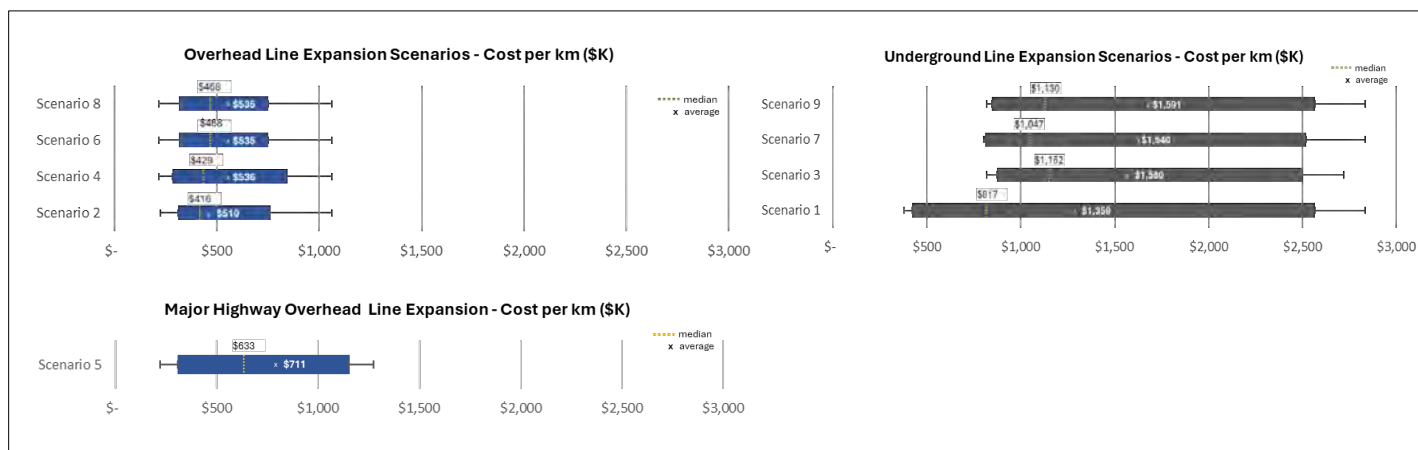 Overhead Line Expansion Scenarios - Cost per km ($K)
median
x average
Scenario 8
$468
x $535
Scenario 6
$468
x $535
Scenario 4
$429
x $536
Scenario 2
$416
x $510
$- $500 $1,000 $1,500 $2,000 $2,500 $3,000
Underground Line Expansion Scenarios - Cost per km ($K)
median
x average
Scenario 9
$1,130
x $1,591
Scenario 7
$1,047
x $1,540
Scenario 3
$1,152
Scenario 1
$817
$- $500 $1,000 $1,500 $2,000 $2,500 $3,000
Major Highway Overhead Line Expansion - Cost per km ($K)
median
x average
Scenario 5
$633
x $711
$- $500 $1,000 $1,500 $2,000 $2,500 $3,000